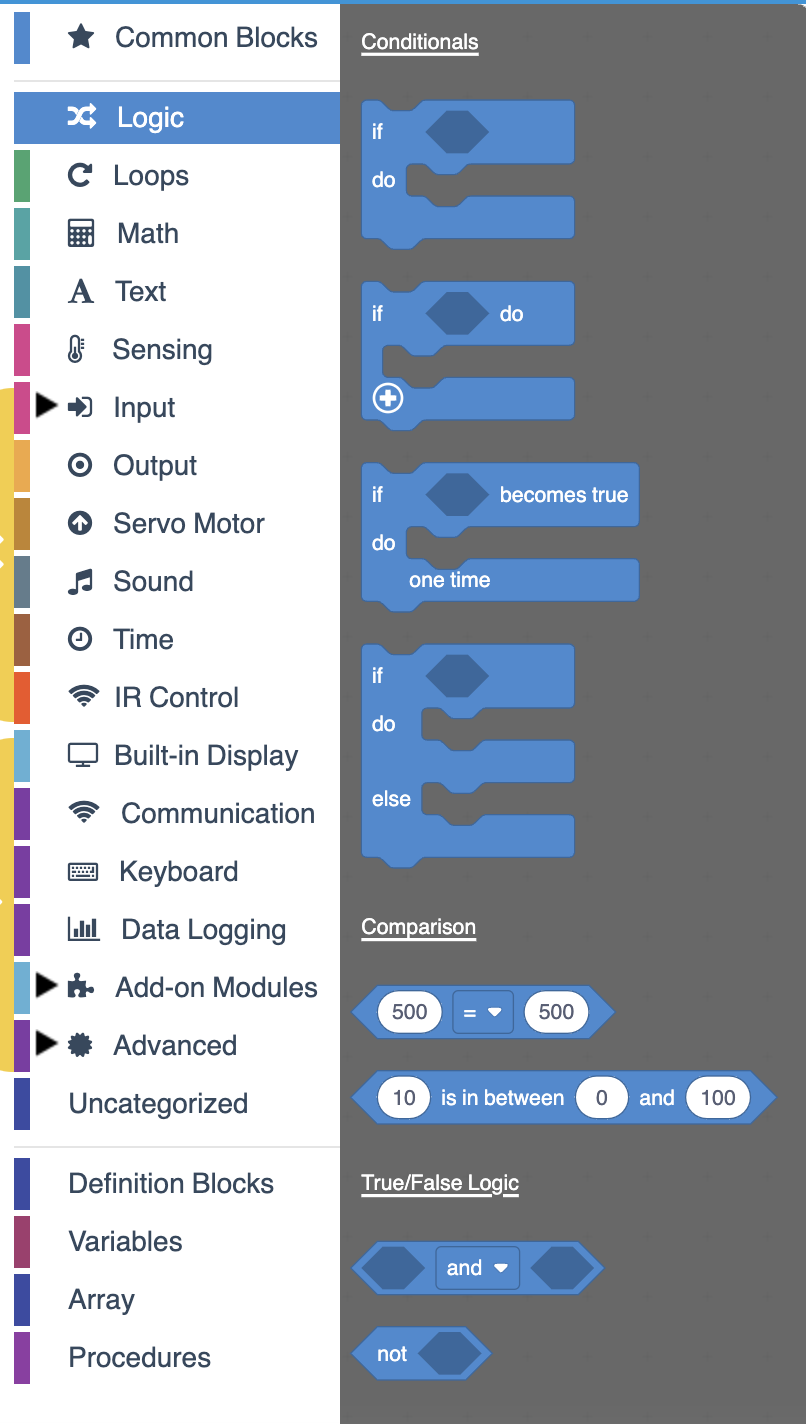 Common Blocks
Logic
Loops
Math
Text
Sensing
Input
Output
Servo Motor
Sound
Time
IR Control
Built-in Display
Communication
Keyboard
Data Logging
Add-on Modules
Advanced
Uncategorized
Definition Blocks
Variables
Array
Procedures
Conditionals
if
do
if do
if becomes true
do
one time
if
do
else
Comparison
500 = 500
10 is in between 0 and 100
True/False Logic
and
not